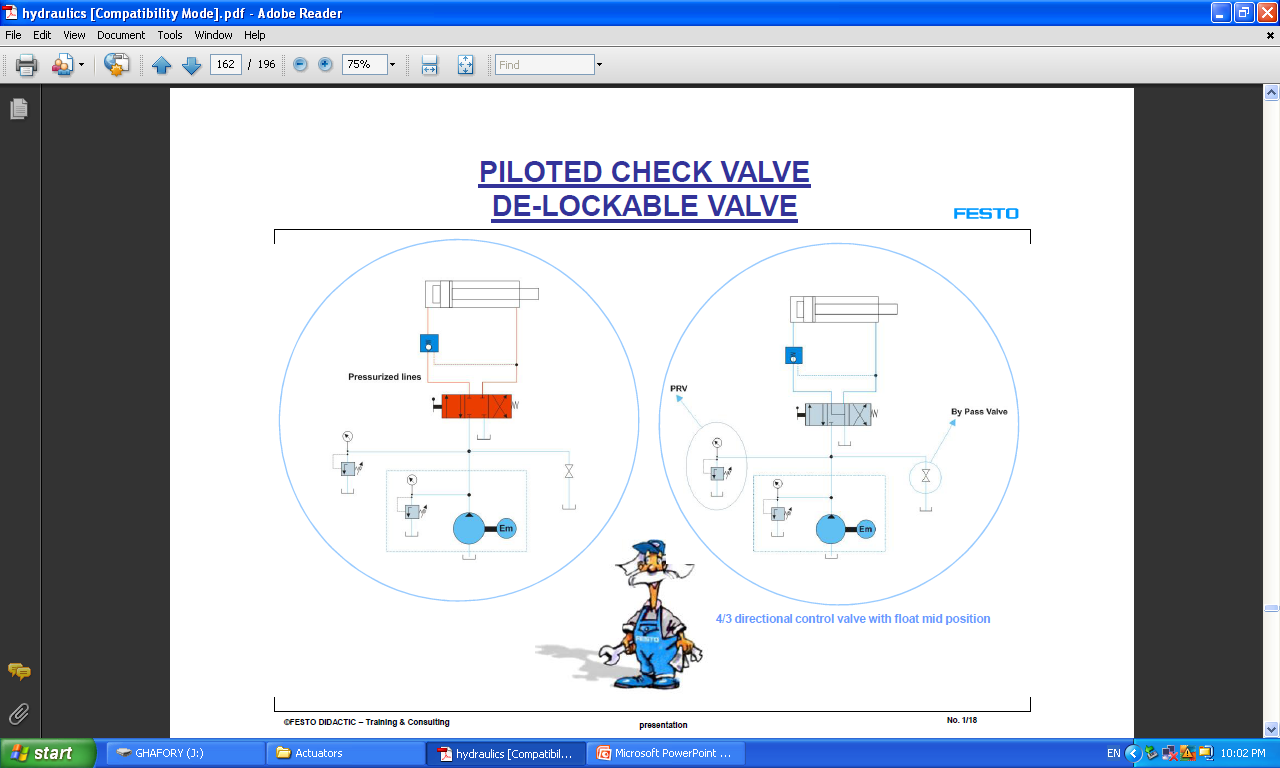 hydraulics [Compatibility Mode].pdf - Adobe Reader
File Edit View Document Tools Window Help
162 / 196 75% Find
PILOTED CHECK VALVE
DE-LOCKABLE VALVE
FESTO
Pressurized lines
PRV
By Pass Valve
Em
Em
4/3 directional control valve with float mid position
FESTO
©FESTO DIDACTIC – Training & Consulting
presentation
No. 1/18
start GHAFORY (J:) Actuators hydraulics [Compatibil... Microsoft PowerPoint ... EN 10:02 PM